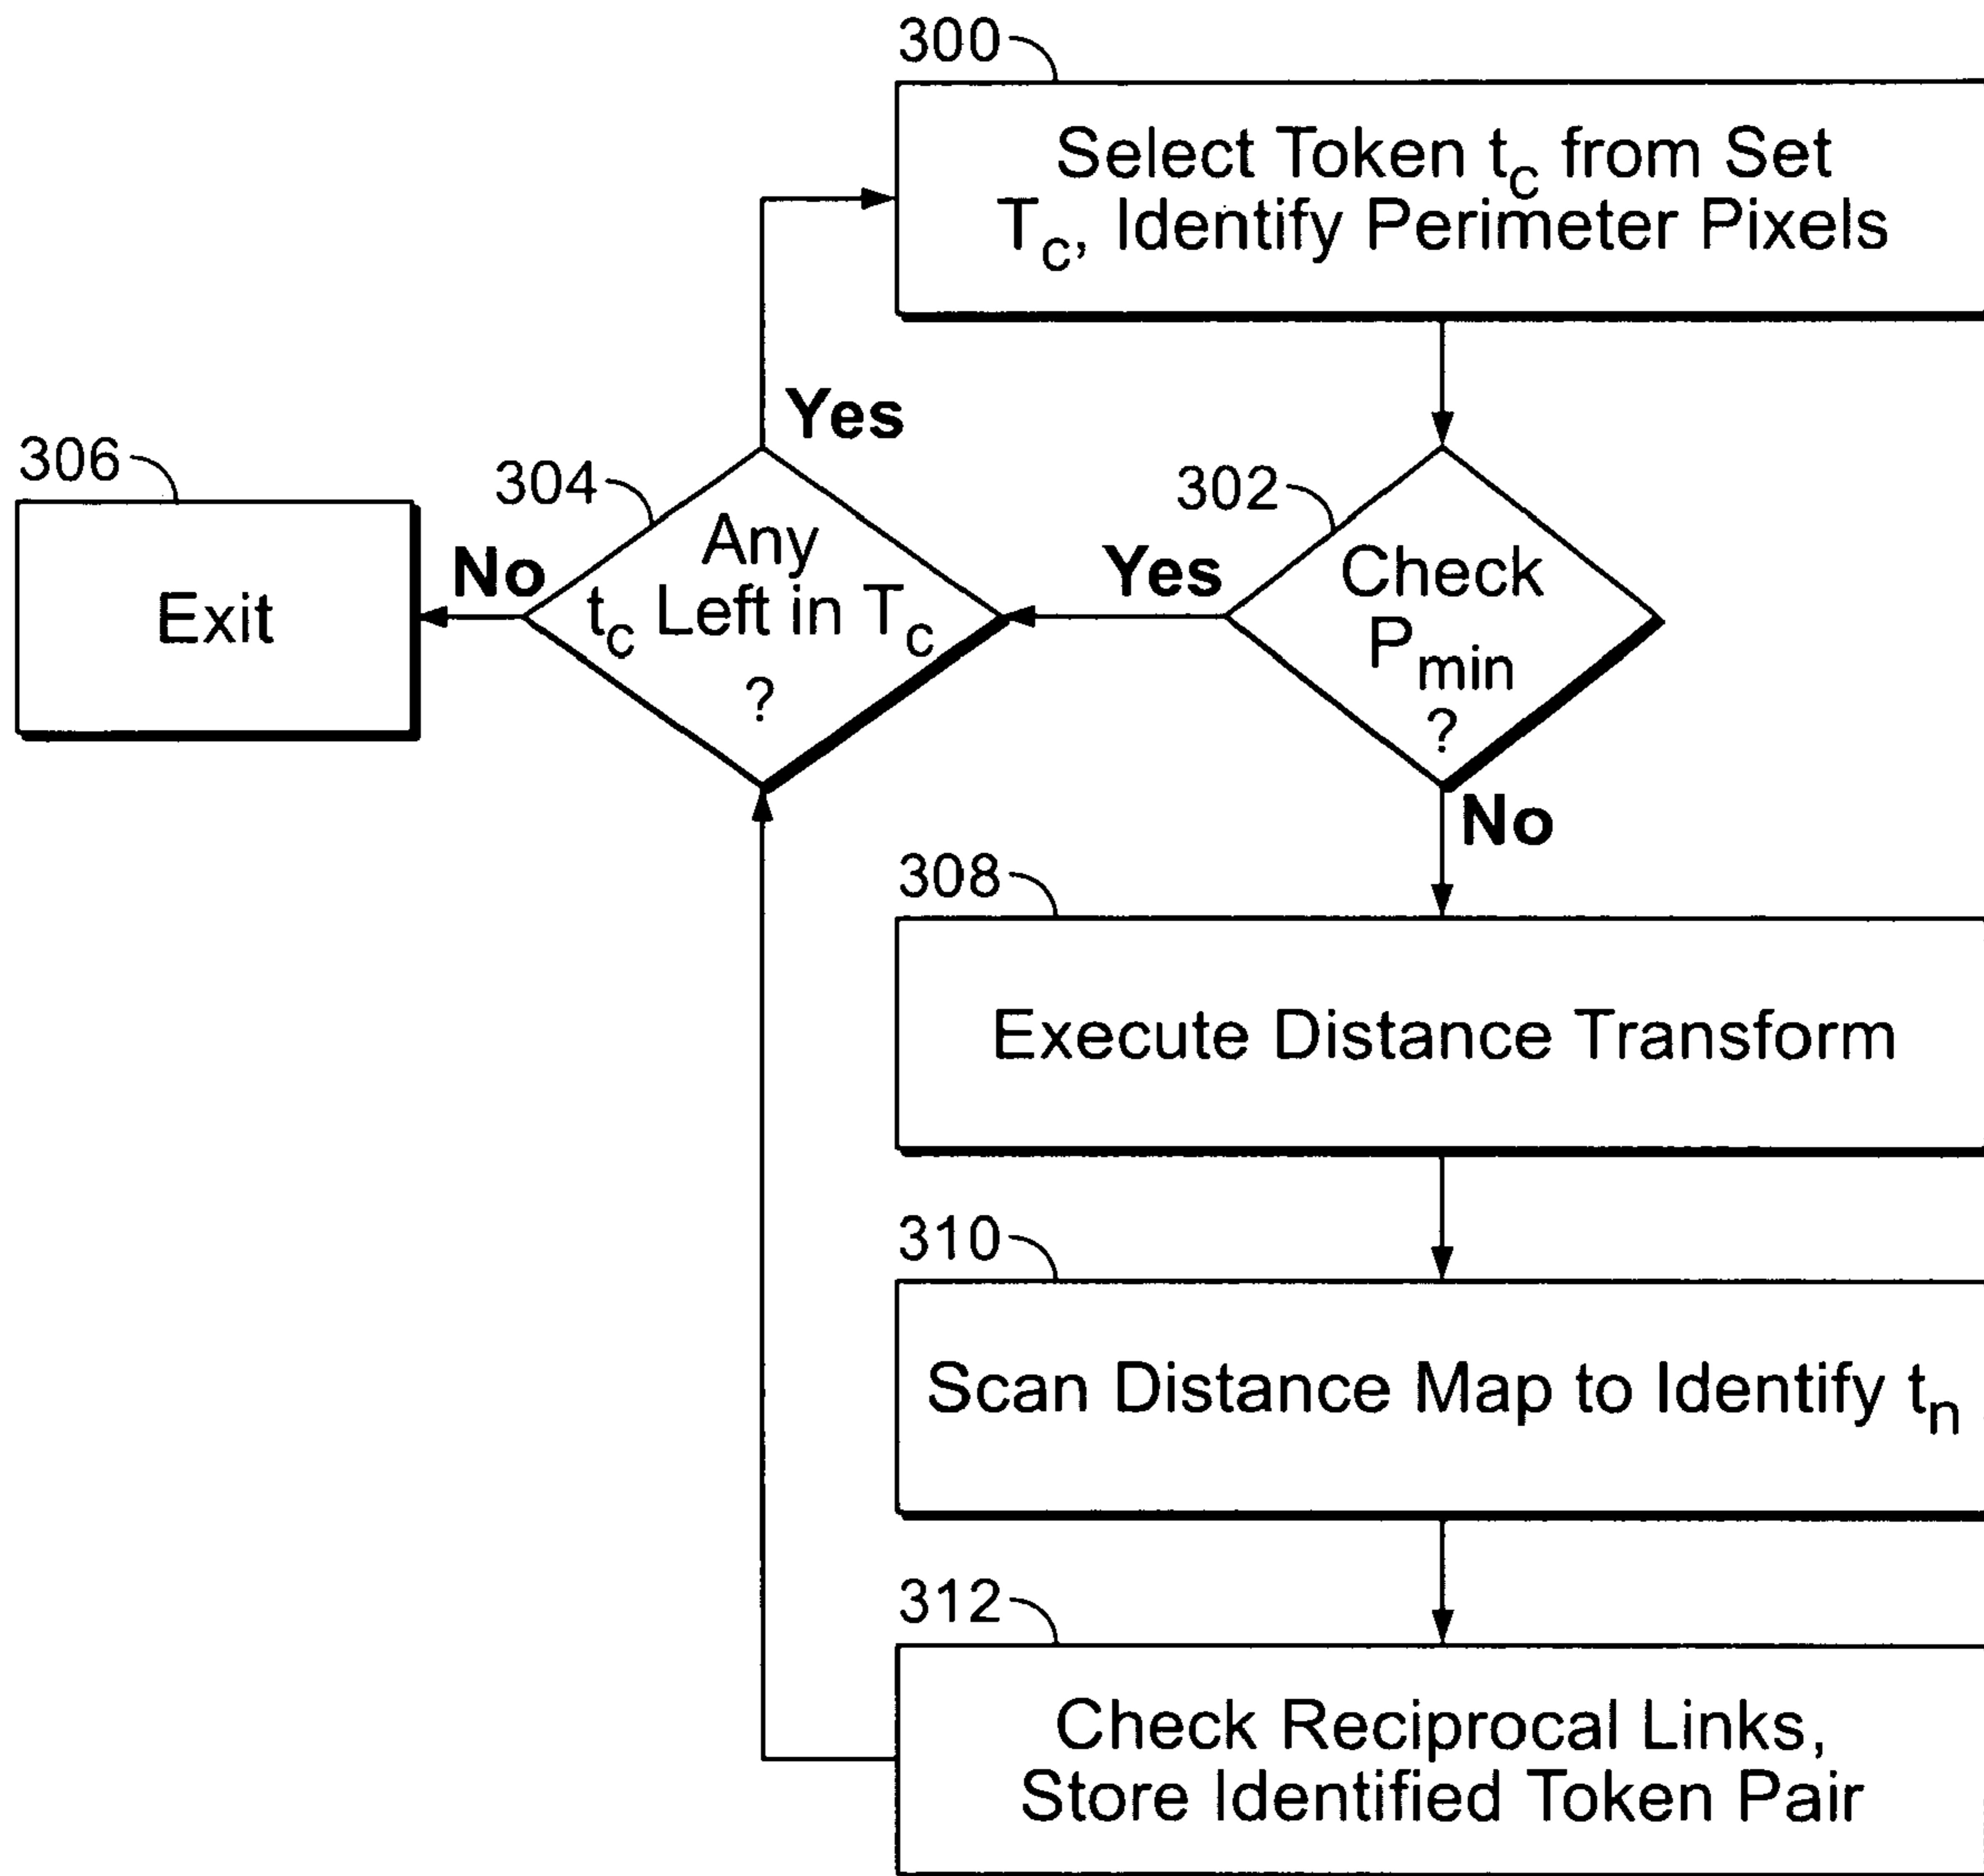 300
Select Token tc from Set
Tc, Identify Perimeter Pixels
Yes
306
304
302
Exit
No
Any
tc Left in Tc
?
Yes
Check
Pmin
?
No
308
Execute Distance Transform
310
Scan Distance Map to Identify tn
312
Check Reciprocal Links,
Store Identified Token Pair